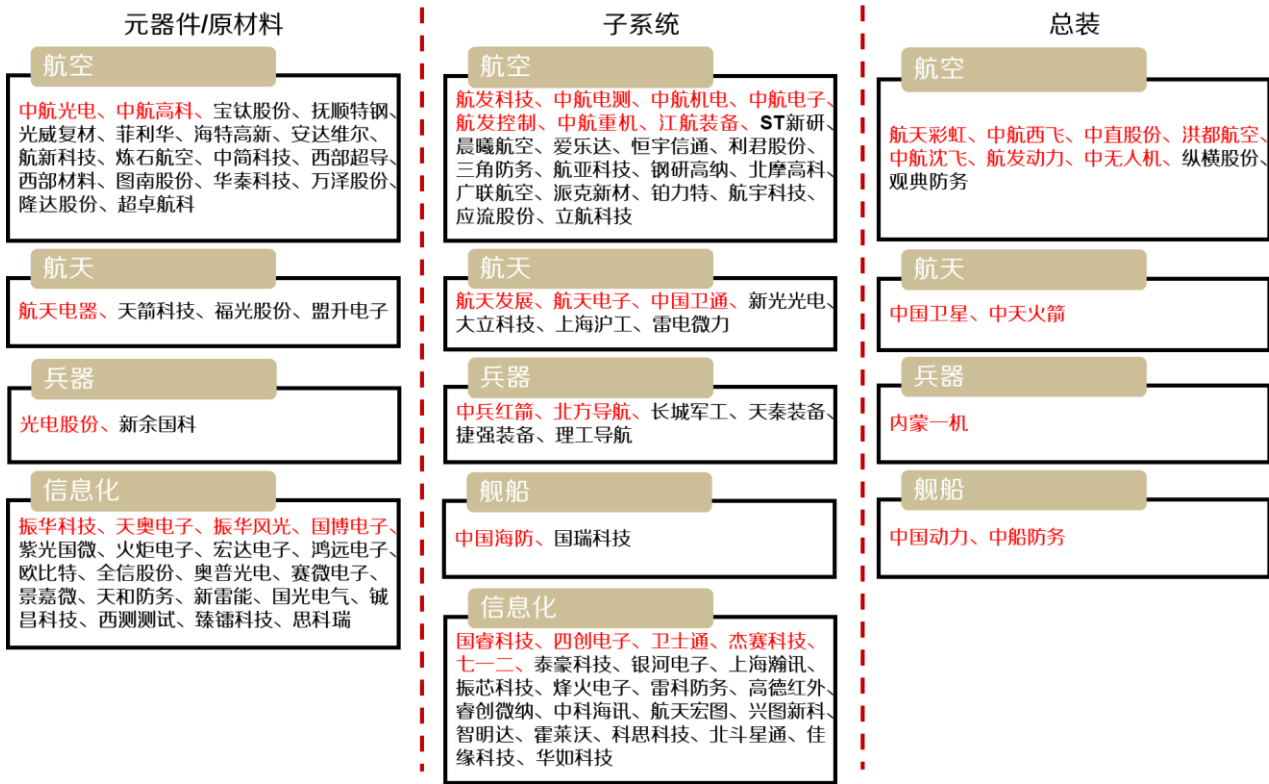 元器件/原材料
航空
中航光电、中航高科、宝钛股份、抚顺特钢、
光威复材、菲利华、海特高新、安达维尔、
航新科技、炼石航空、中简科技、西部超导、
西部材料、图南股份、华秦科技、万泽股份、
隆达股份、超卓航科
航天
航天电器、天箭科技、福光股份、盟升电子
兵器
光电股份、新余国科
信息化
振华科技、天奥电子、振华风光、国博电子、
紫光国微、火炬电子、宏达电子、鸿远电子、
欧比特、全信股份、奥普光电、赛微电子、
景嘉微、天和防务、新雷能、国光电气、铖
昌科技、西测测试、臻镭科技、思科瑞
子系统
航空
航发科技、中航电测、中航机电、中航电子、
航发控制、中航重机、江航装备、ST新研、
晨曦航空、爱乐达、恒宇信通、利君股份、
三角防务、航亚科技、钢研高纳、北摩高科、
广联航空、派克新材、铂力特、航宇科技、
应流股份、立航科技
航天
航天发展、航天电子、中国卫通、新光光电、
大立科技、上海沪工、雷电微力
兵器
中兵红箭、北方导航、长城军工、天秦装备、
捷强装备、理工导航
舰船
中国海防、国瑞科技
信息化
国睿科技、四创电子、卫士通、杰赛科技、
七一二、泰豪科技、银河电子、上海瀚讯、
振芯科技、烽火电子、雷科防务、高德红外、
睿创微纳、中科海讯、航天宏图、兴图新科、
智明达、霍莱沃、科思科技、北斗星通、佳
缘科技、华如科技
总装
航空
航天彩虹、中航西飞、中直股份、洪都航空、
中航沈飞、航发动力、中无人机、纵横股份、
观典防务
航天
中国卫星、中天火箭
兵器
内蒙一机
舰船
中国动力、中船防务